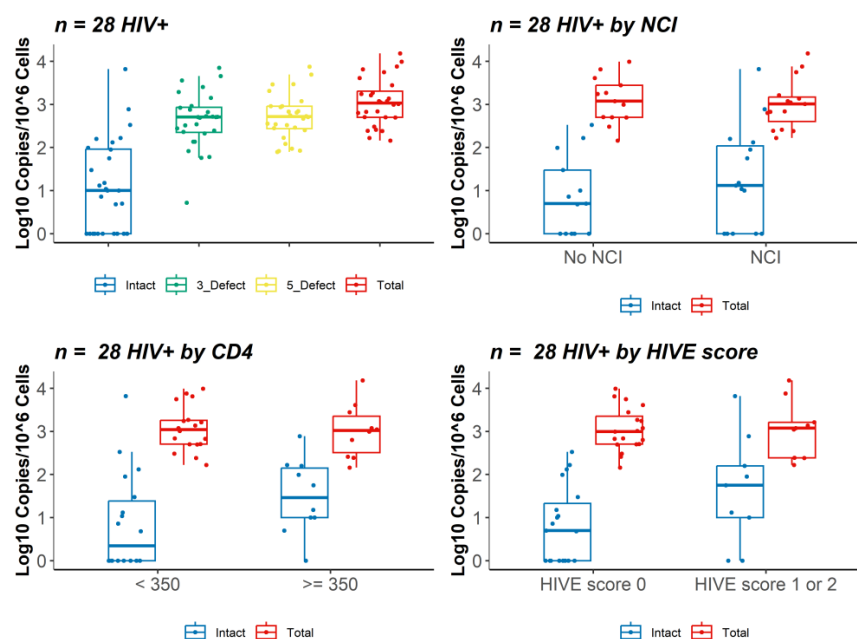 n = 28 HIV+
Log10 Copies/10^6 Cells
4
3
2
1
0
Intact 3_Defect 5_Defect Total
n = 28 HIV+ by NCI
Log10 Copies/10^6 Cells
4
3
2
1
0
No NCI NCI
Intact Total
n =  28 HIV+ by CD4
Log10 Copies/10^6 Cells
4
3
2
1
0
< 350 >= 350
Intact Total
n =  28 HIV+ by HIVE score
Log10 Copies/10^6 Cells
4
3
2
1
0
HIVE score 0 HIVE score 1 or 2
Intact Total